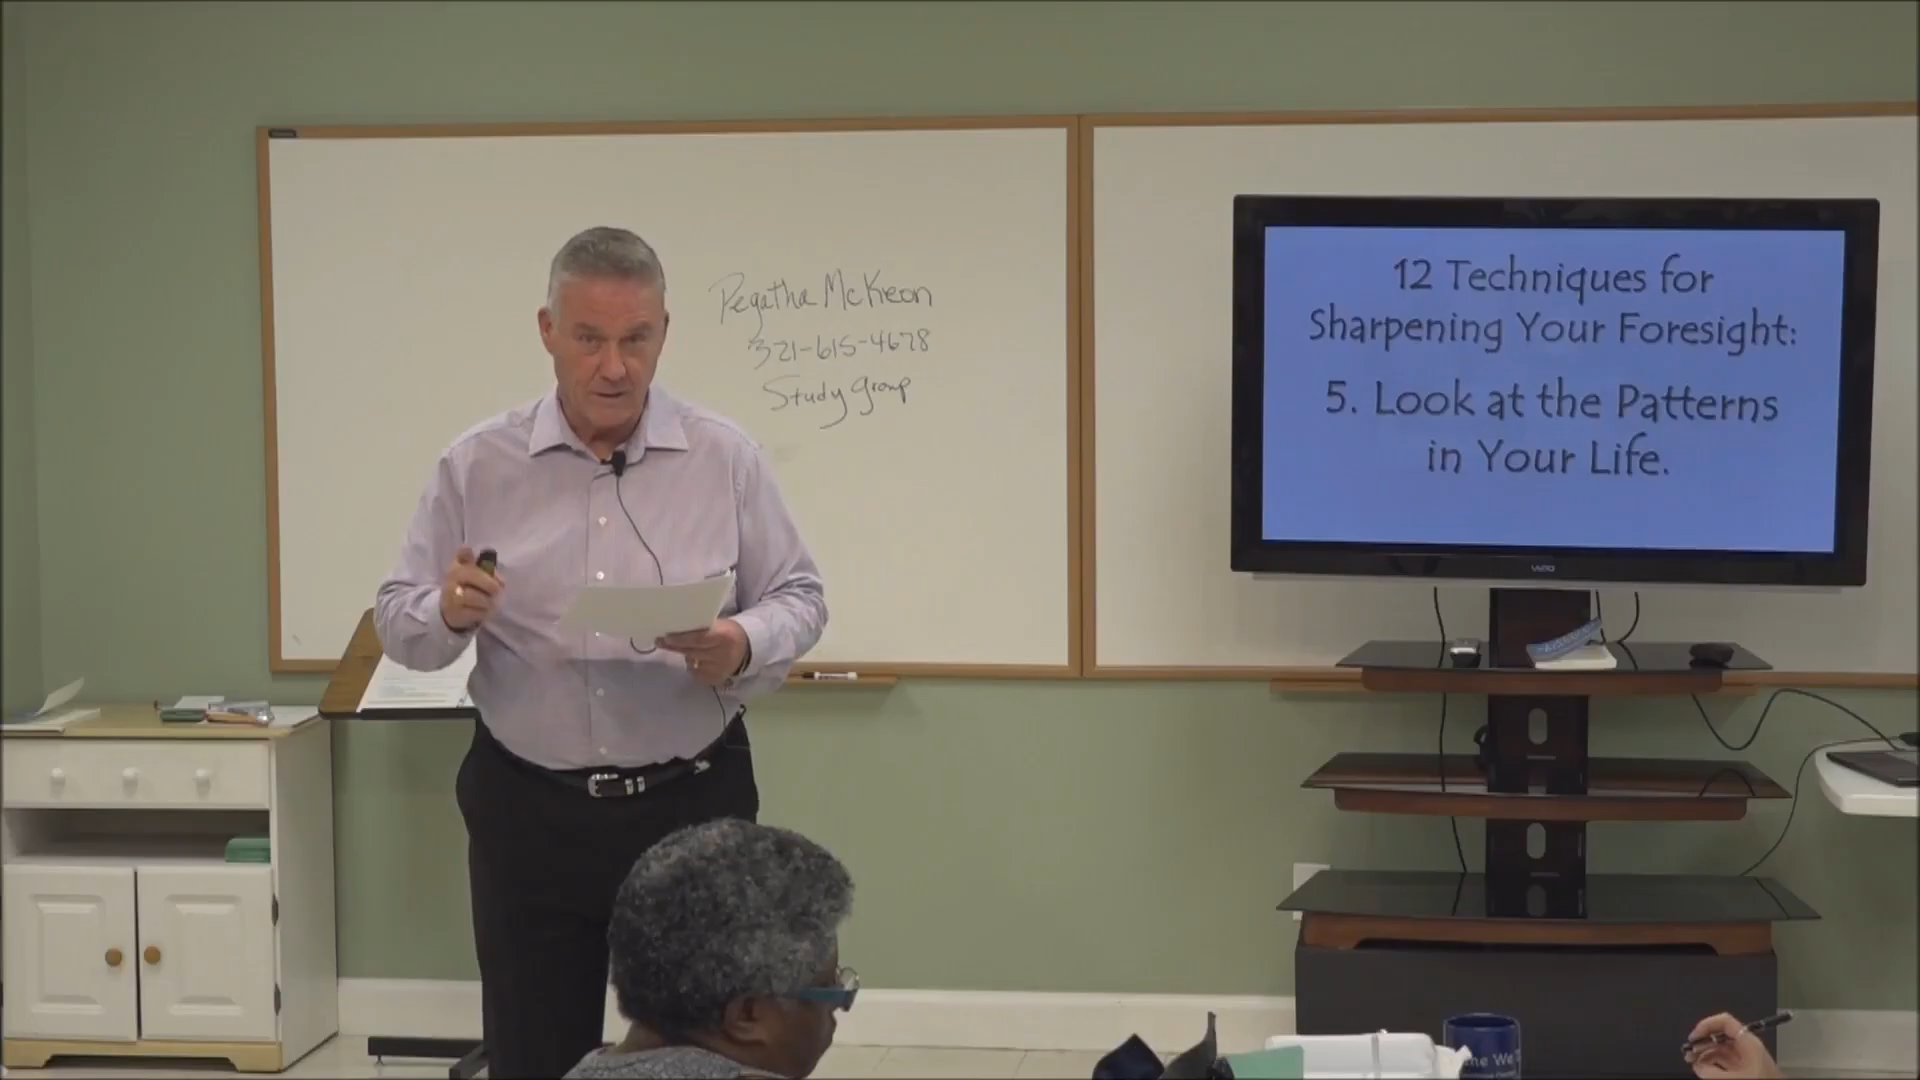 Pegatha McKeon
321-615-4678
Study Group
12 Techniques for
Sharpening Your Foresight:
5. Look at the Patterns
in Your Life.
VIZIO